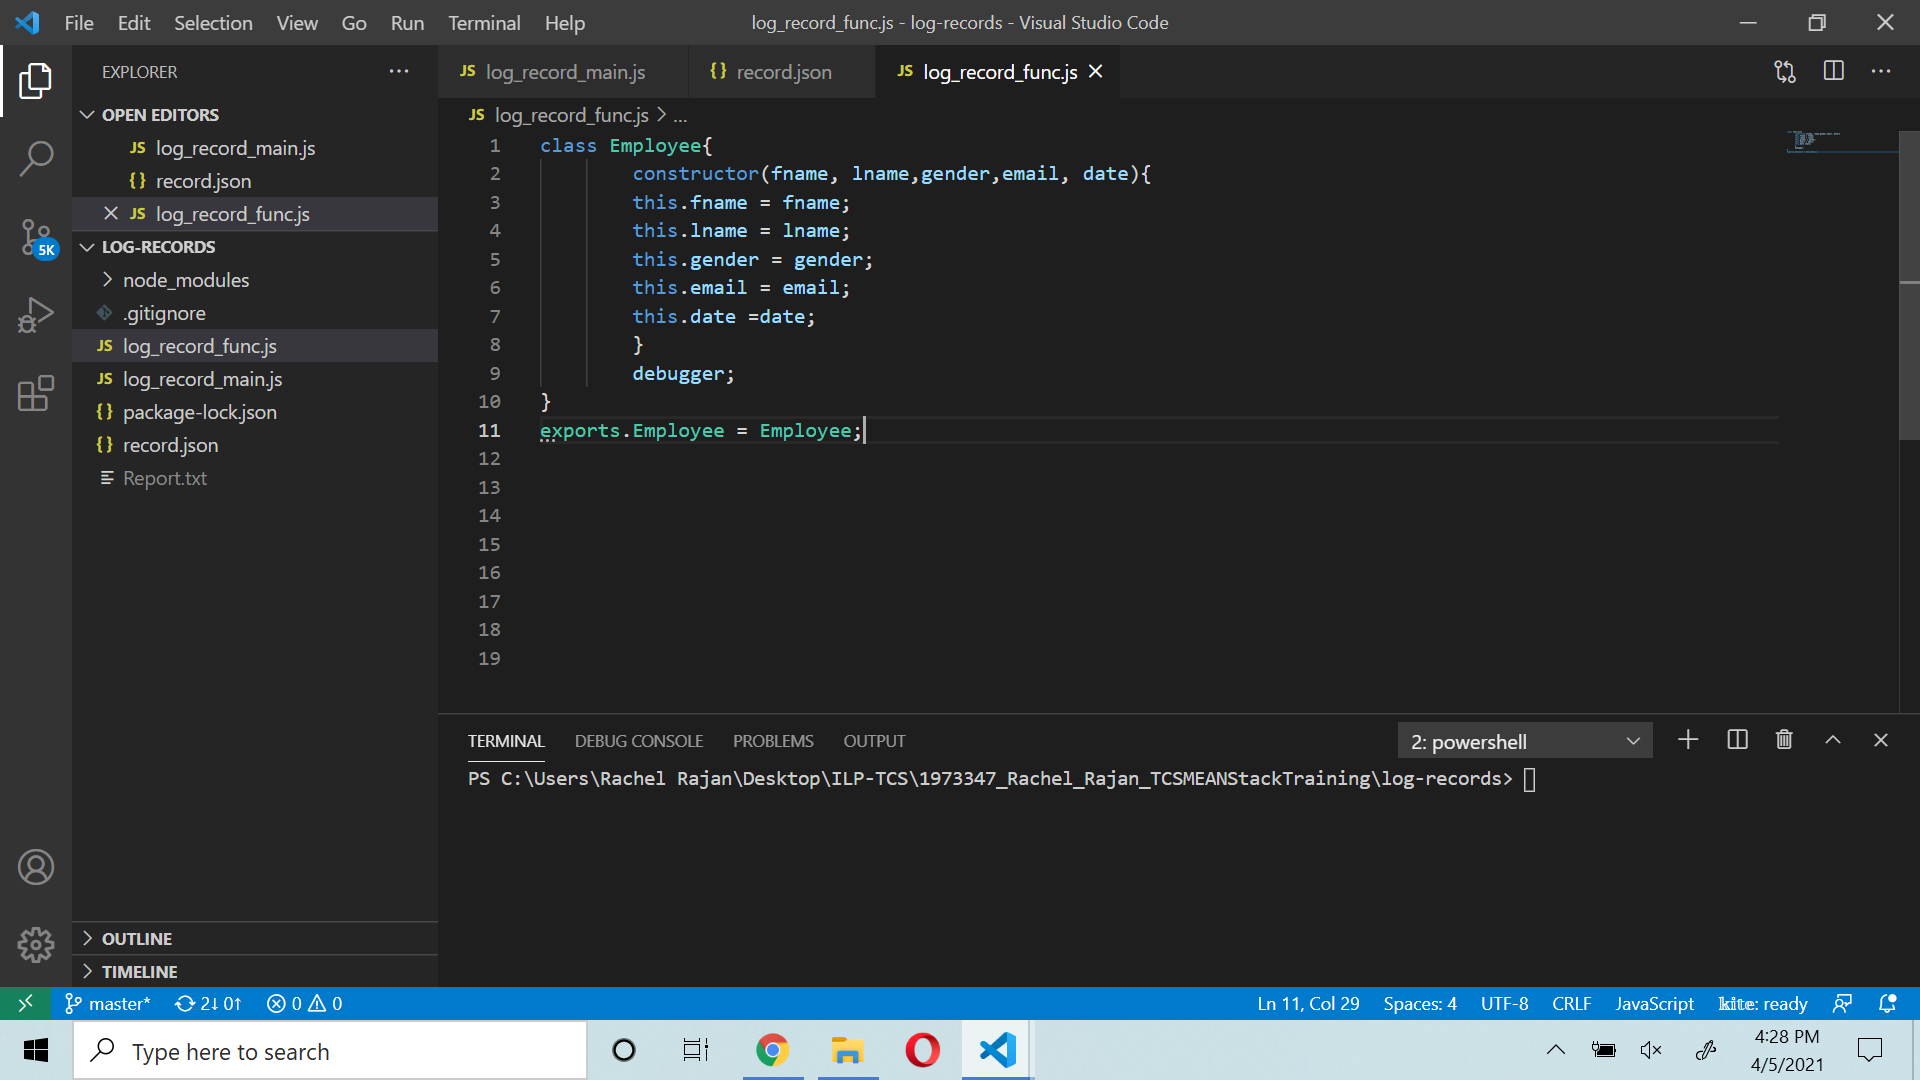 File Edit Selection View Go Run Terminal Help
log_record_func.js - log-records - Visual Studio Code
EXPLORER
OPEN EDITORS
JS log_record_main.js
{} record.json
JS log_record_func.js
5K
LOG-RECORDS
node_modules
.gitignore
JS log_record_func.js
JS log_record_main.js
{} package-lock.json
{} record.json
Report.txt
OUTLINE
TIMELINE
JS log_record_main.js
{} record.json
JS log_record_func.js
JS log_record_func.js > ...
1 class Employee{
2 constructor(fname, lname,gender,email, date){
3 this.fname = fname;
4 this.lname = lname;
5 this.gender = gender;
6 this.email = email;
7 this.date =date;
8 }
9 debugger;
10 }
11 exports.Employee = Employee;
12
13
14
15
16
17
18
19
TERMINAL DEBUG CONSOLE PROBLEMS OUTPUT
2: powershell
PS C:\Users\Rachel Rajan\Desktop\ILP-TCS\1973347_Rachel_Rajan_TCSMEANStackTraining\log-records>
master* 2↓ 0↑ 0 0
Ln 11, Col 29 Spaces: 4 UTF-8 CRLF JavaScript kite: ready
Type here to search
4:28 PM
4/5/2021